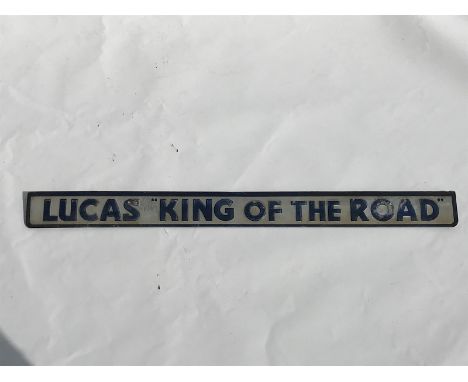 LUCAS "KING OF THE ROAD"